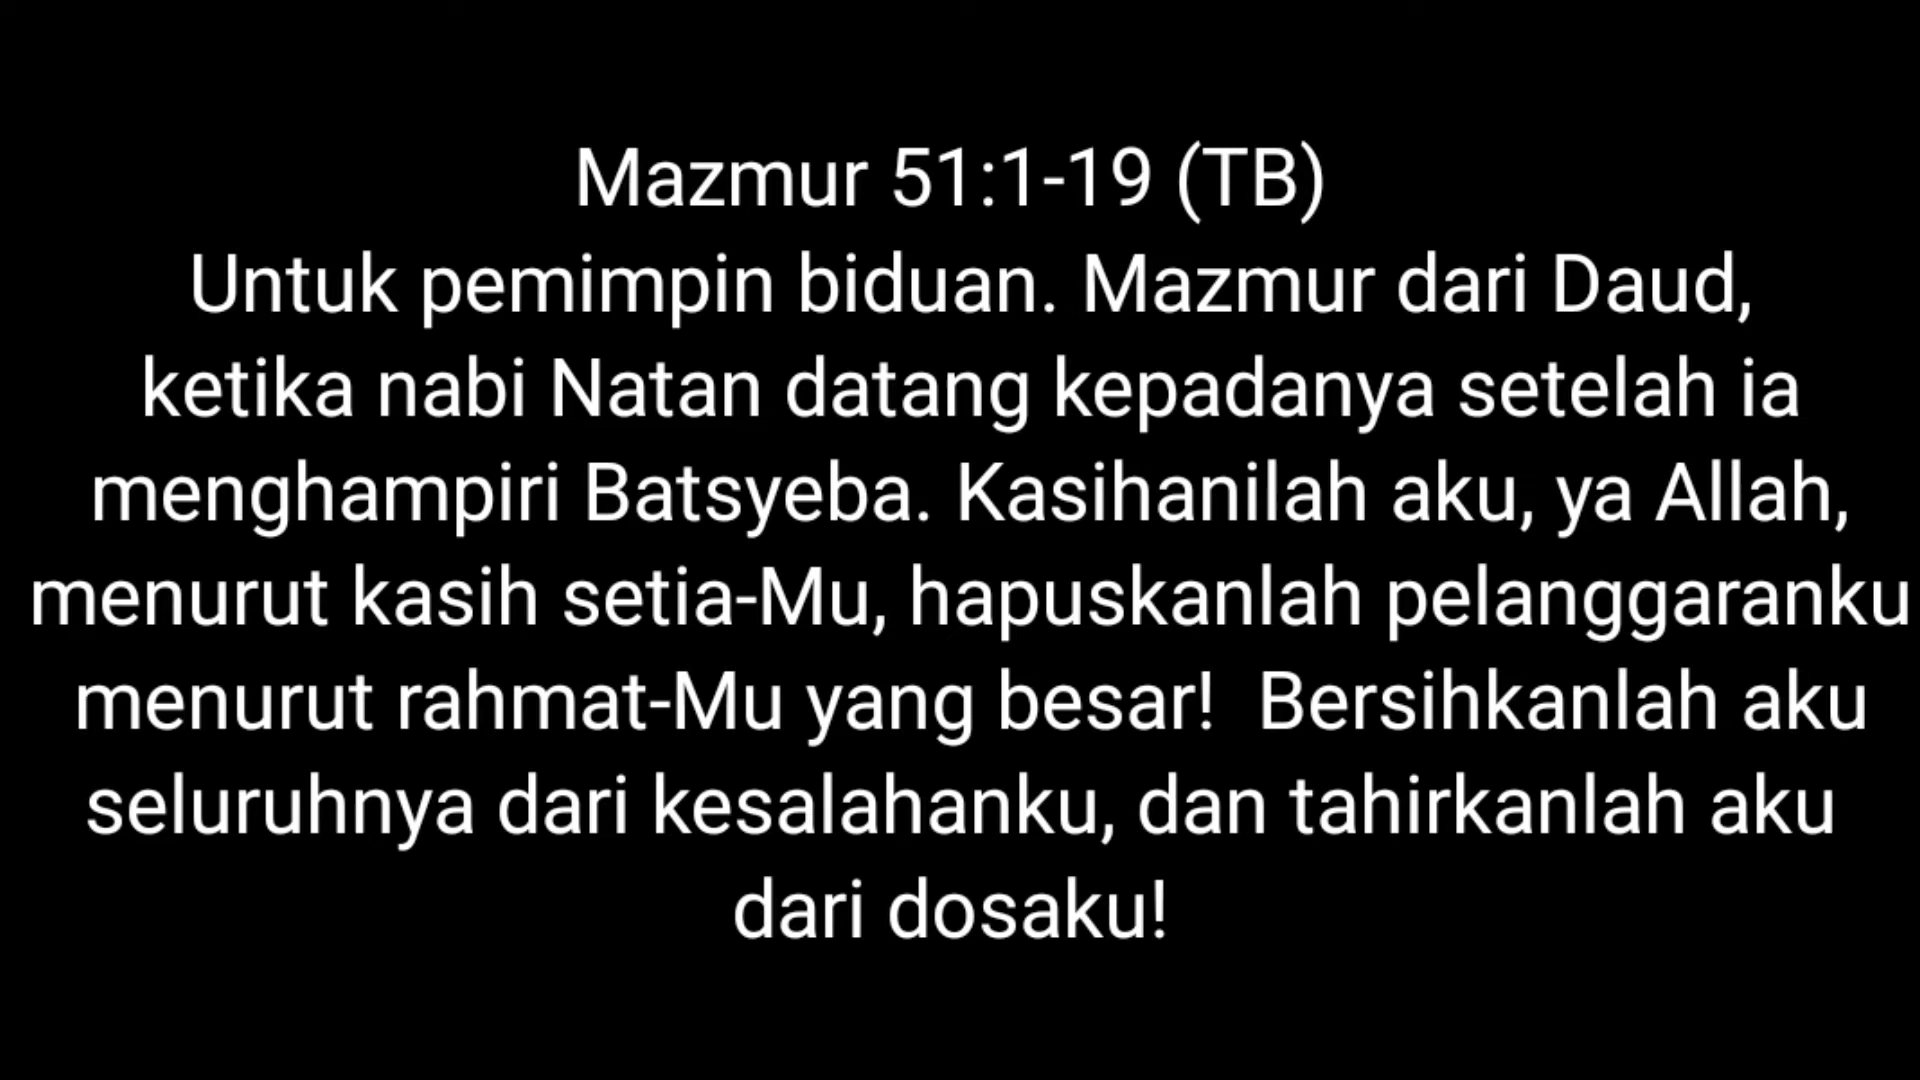 Mazmur 51:1-19 (TB)
Untuk pemimpin biduan. Mazmur dari Daud,
ketika nabi Natan datang kepadanya setelah ia
menghampiri Batsyeba. Kasihanilah aku, ya Allah,
menurut kasih setia-Mu, hapuskanlah pelanggaranku
menurut rahmat-Mu yang besar!  Bersihkanlah aku
seluruhnya dari kesalahanku, dan tahirkanlah aku
dari dosaku!